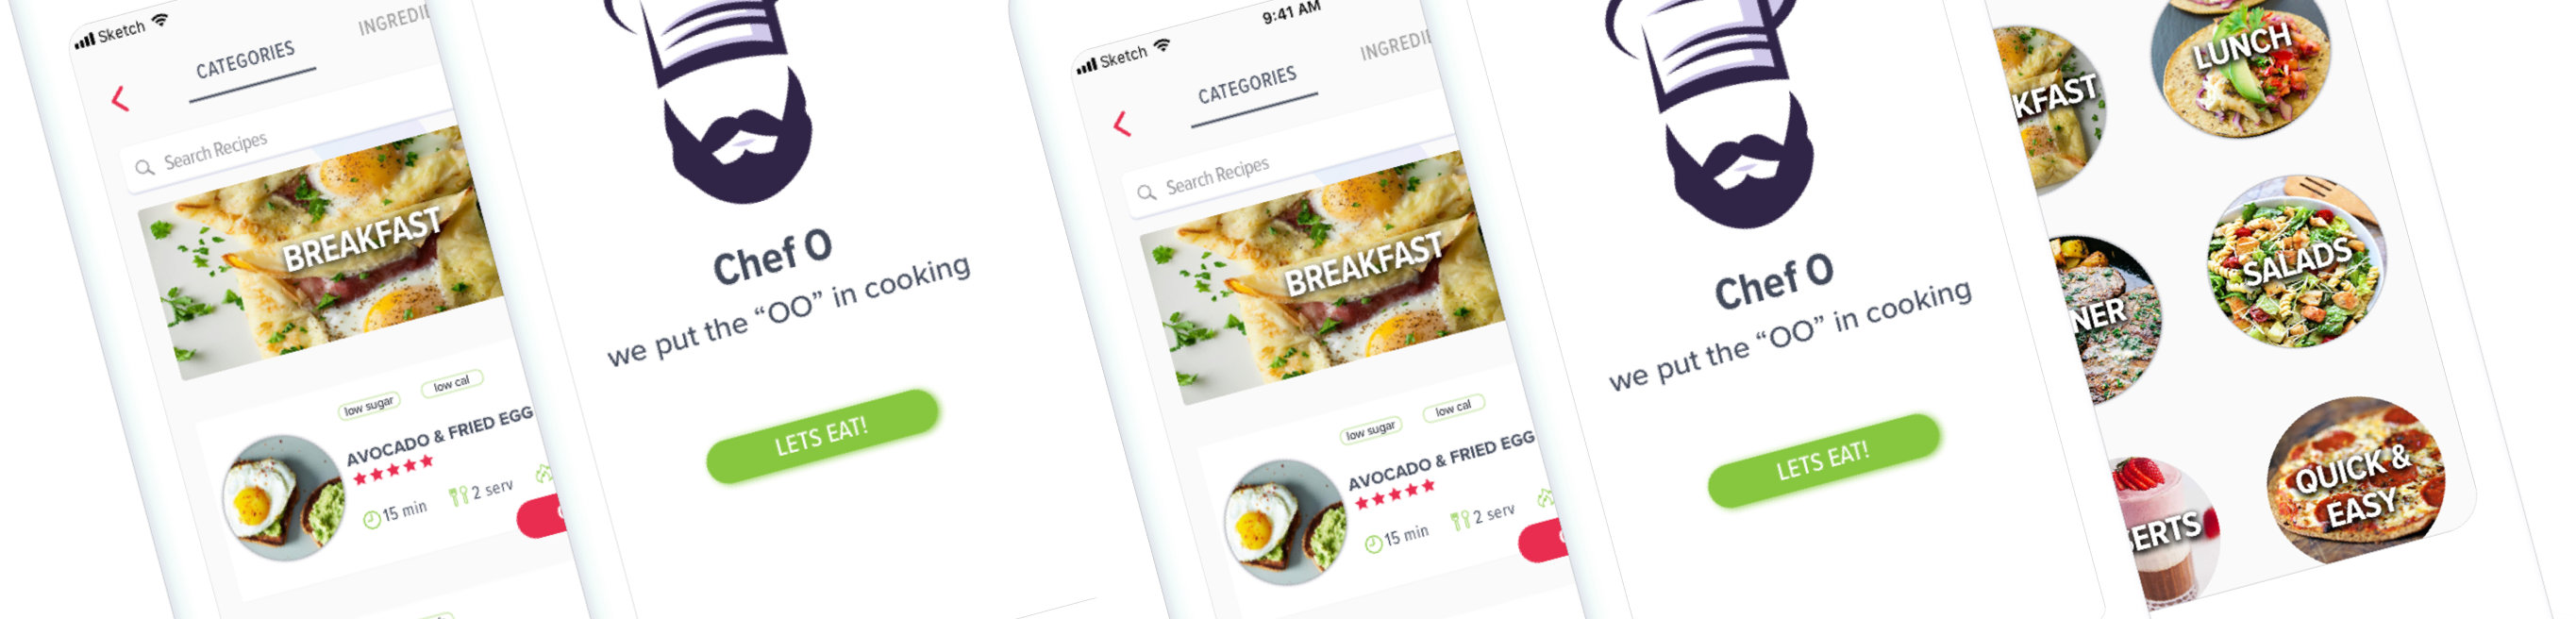 Sketch
CATEGORIES
INGREDIE
Search Recipes
BREAKFAST
low sugar
low cal
AVOCADO & FRIED EGG
15 min
2 serv
Chef O
we put the “OO” in cooking
LETS EAT!
Sketch
9:41 AM
CATEGORIES
INGREDIE
Search Recipes
BREAKFAST
low sugar
low cal
AVOCADO & FRIED EGG
15 min
2 serv
Chef O
we put the “OO” in cooking
LETS EAT!
KFAST
LUNCH
NER
SALADS
SERTS
QUICK &
EASY